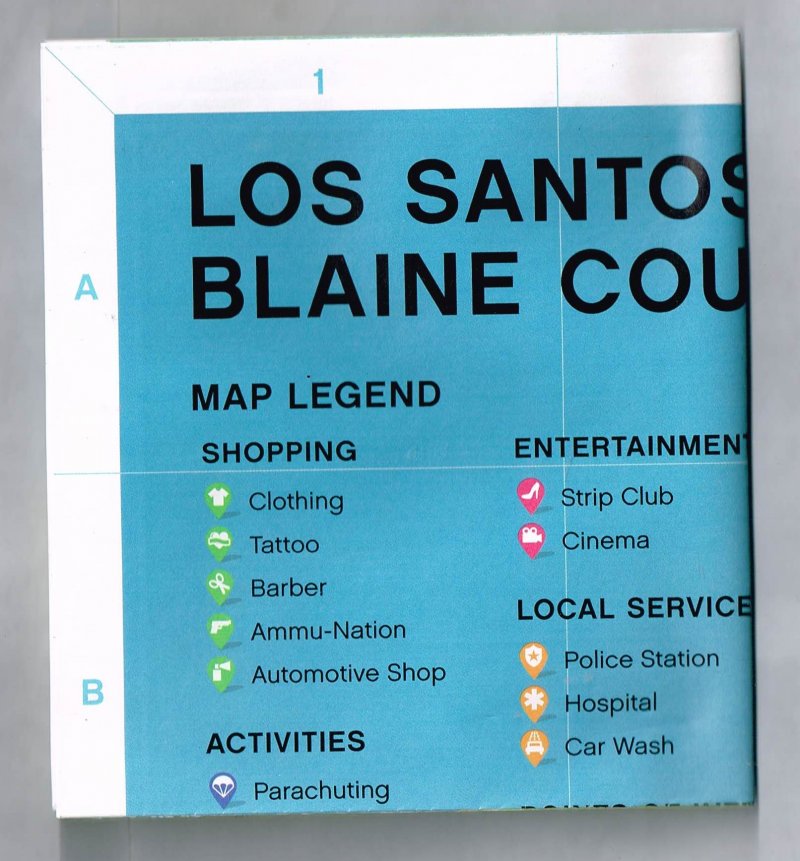 1
LOS SANTOS
BLAINE COU
A
MAP LEGEND
SHOPPING
Clothing
Tattoo
Barber
Ammu-Nation
Automotive Shop
ACTIVITIES
Parachuting
B
ENTERTAINMENT
Strip Club
Cinema
LOCAL SERVICE
Police Station
Hospital
Car Wash